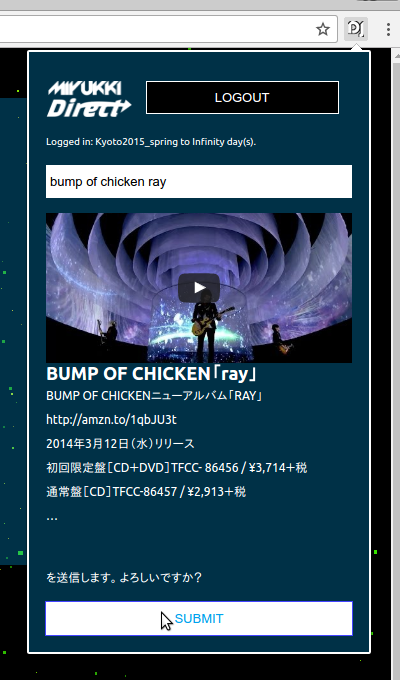 MIYUKKI
Direct
LOGOUT
Logged in: Kyoto2015_spring to Infinity day(s).
bump of chicken ray
BUMP OF CHICKEN「ray」
BUMP OF CHICKENニューアルバム「RAY」
http://amzn.to/1qbJU3t
2014年3月12日（水）リリース
初回限定盤［CD＋DVD］TFCC- 86456 / ¥3,714＋税
通常盤［CD］TFCC-86457 / ¥2,913＋税
...
を送信します。よろしいですか？
SUBMIT